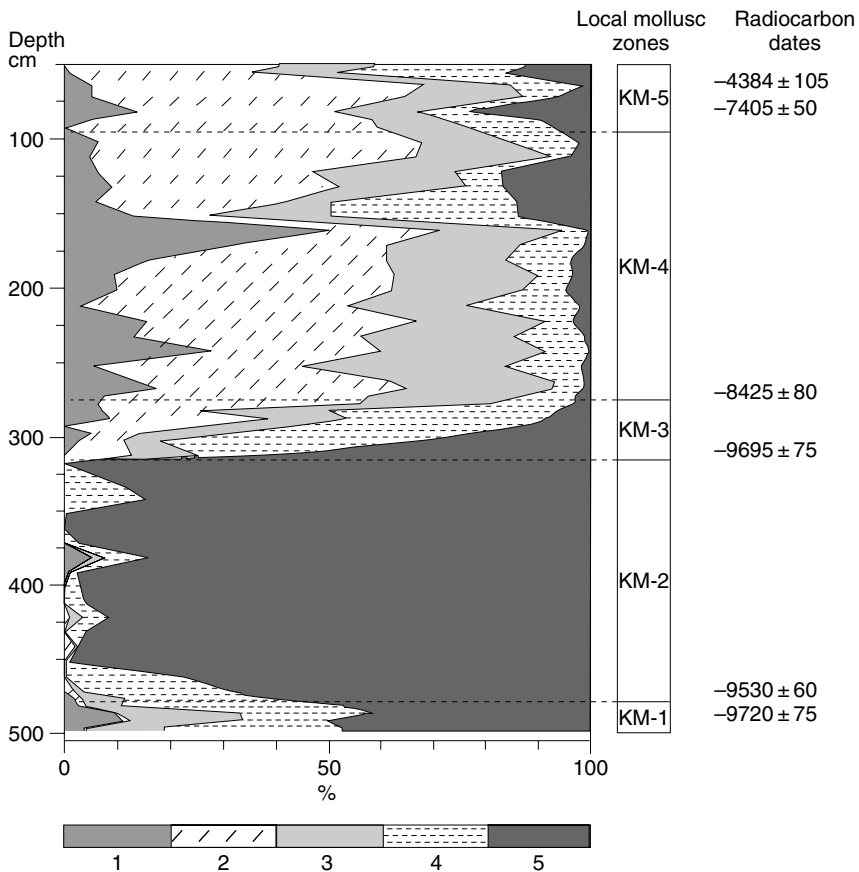 Depth
cm
Local mollusc
zones
Radiocarbon
dates
100
200
300
400
500
KM-5
KM-4
KM-3
KM-2
KM-1
–4384 ± 105
–7405 ± 50
–8425 ± 80
–9695 ± 75
–9530 ± 60
–9720 ± 75
0 50 100
%
1 2 3 4 5